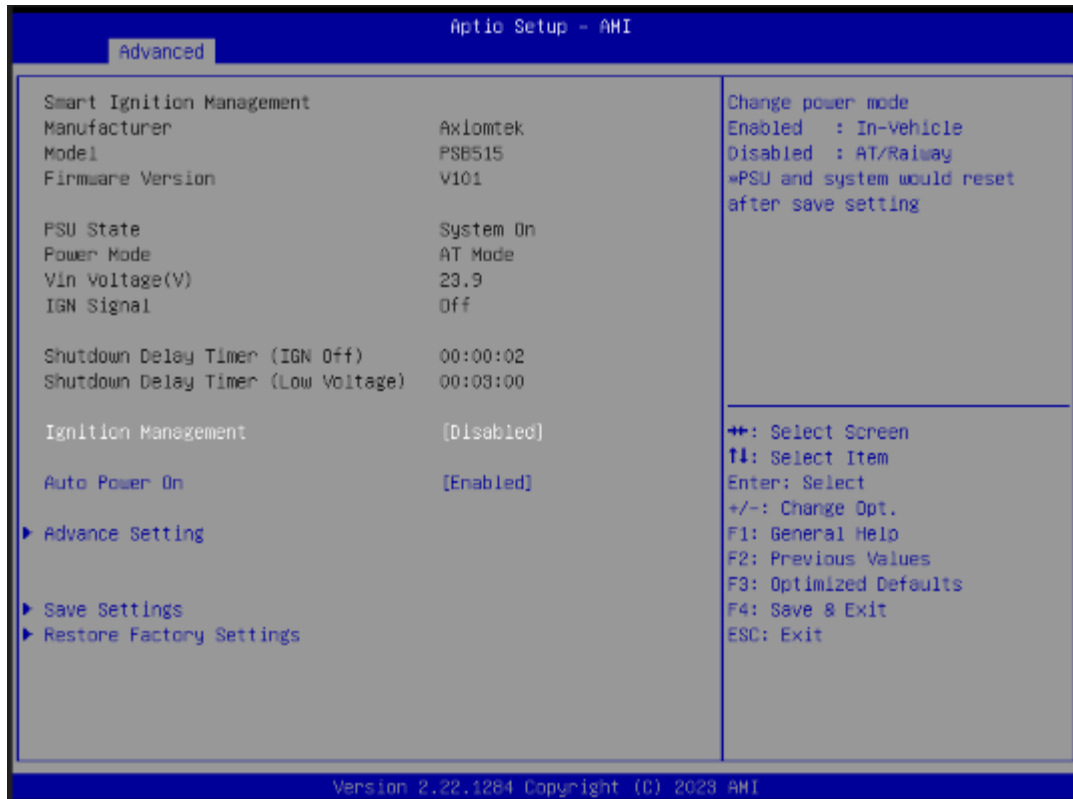 Aptio Setup - AMI
Advanced
Smart Ignition Management
Manufacturer Axiomtek
Model PSB515
Firmware Version V101
PSU State System On
Power Mode AT Mode
Vin Voltage(V) 23.9
IGN Signal Off
Shutdown Delay Timer (IGN Off) 00:00:02
Shutdown Delay Timer (Low Voltage) 00:03:00
Ignition Management [Disabled]
Auto Power On [Enabled]
Advance Setting
Save Settings
Restore Factory Settings
Change power mode
Enabled : In-Vehicle
Disabled : AT/Raiway
*PSU and system would reset
after save setting
→←: Select Screen
↑↓: Select Item
Enter: Select
+/-: Change Opt.
F1: General Help
F2: Previous Values
F3: Optimized Defaults
F4: Save & Exit
ESC: Exit
Version 2.22.1284 Copyright (C) 2023 AMI